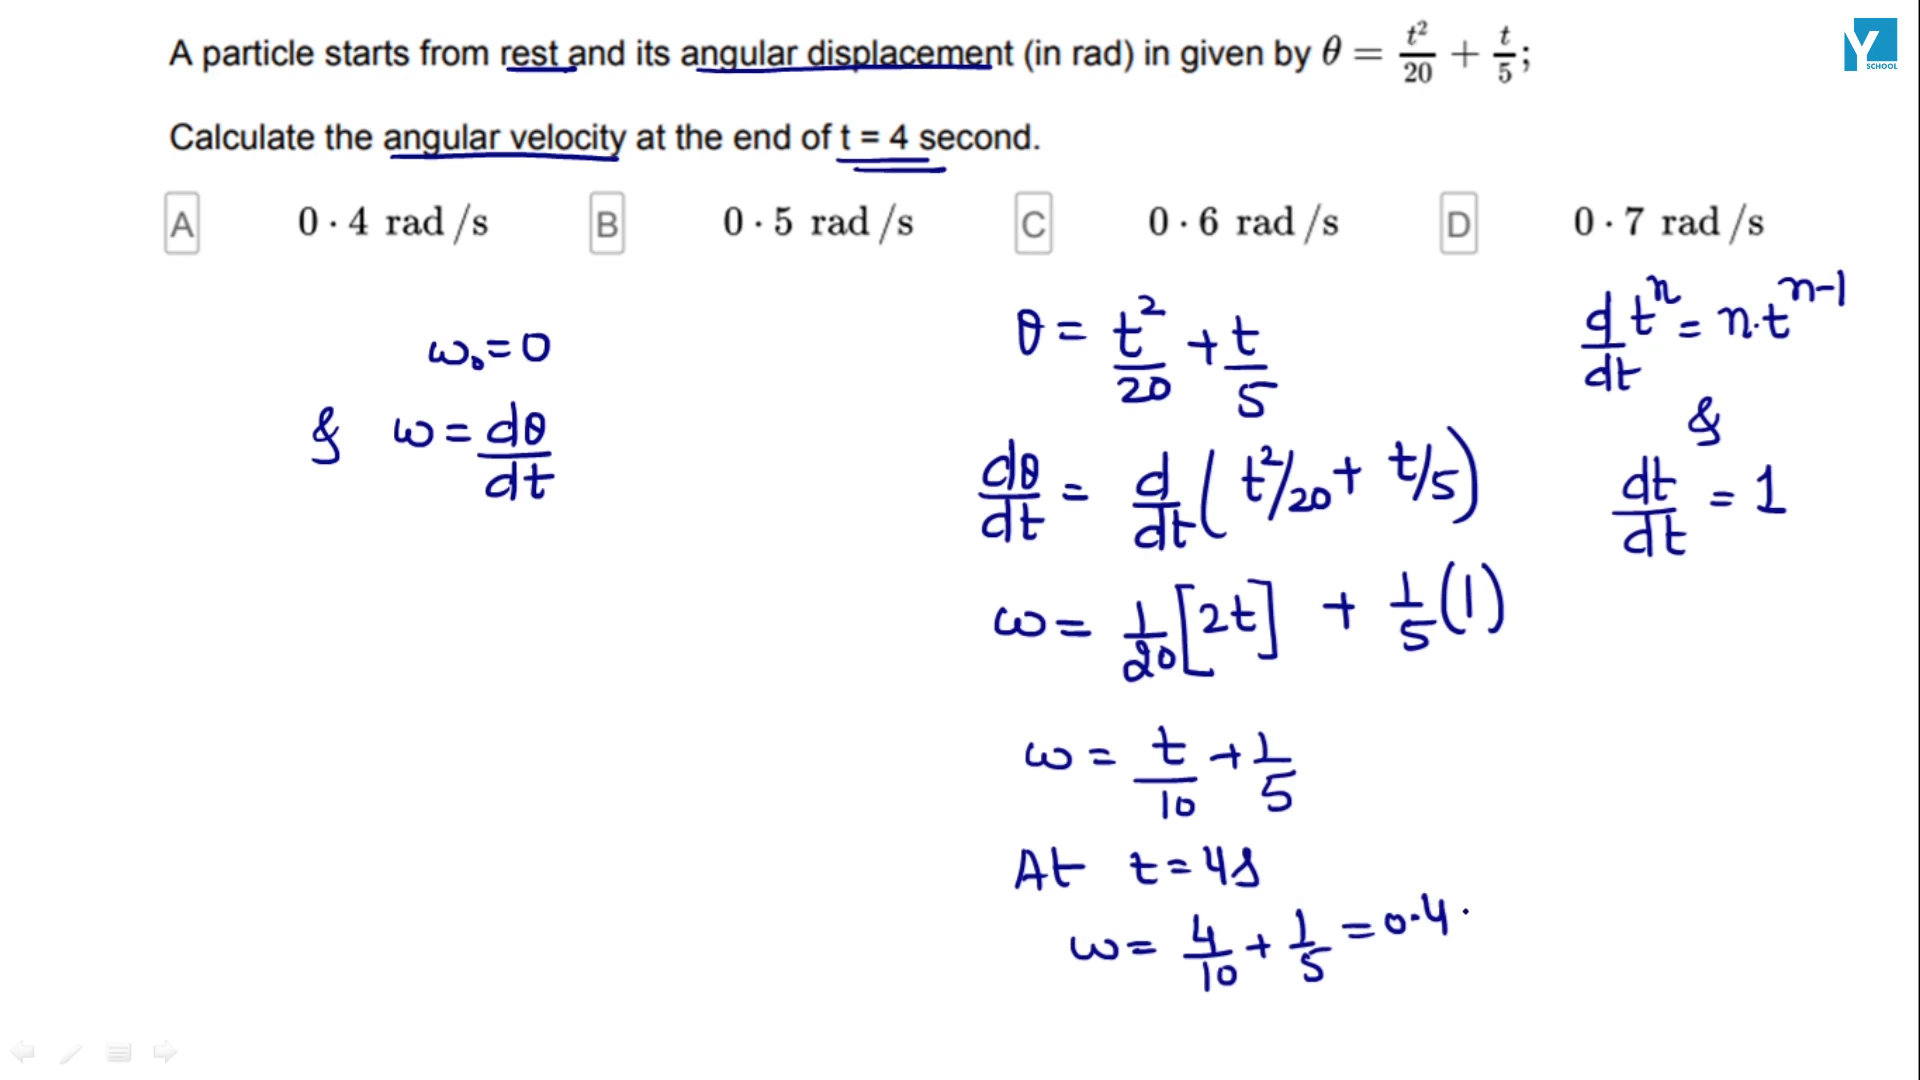 A particle starts from rest and its angular displacement (in rad) in given by θ = t²/20 + t/5;
Y SCHOOL
Calculate the angular velocity at the end of t = 4 second.
A 0·4 rad/s B 0·5 rad/s C 0·6 rad/s D 0·7 rad/s
ω₀ = 0
& ω = dθ/dt
θ = t²/20 + t/5
dθ/dt = d/dt (t²/20 + t/5)
ω = 1/20 [2t] + 1/5 (1)
ω = t/10 + 1/5
At t = 4s
ω = 4/10 + 1/5 = 0·4
d/dt tⁿ = n·tⁿ⁻¹
&
dt/dt = 1